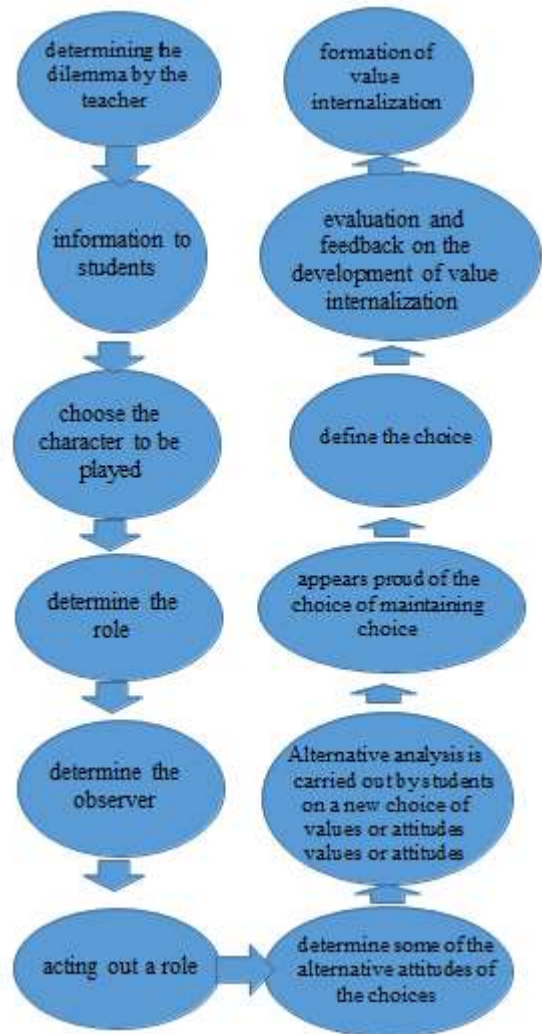 determining he
dilemma by the
teacher
information to
students
choose the
character to be
played
determine the
role
determine the
observer
acting out a role
determine some of the
alternative attitudes of
the choices
Alternative analysis is
carried out by students
on a new choice of
values or attitudes
values or attitudes
appears proud of the
choice of maintaining
choice
define the choice
evaluation and
feedback on the
development of value
internalization
formation of
value
internalization